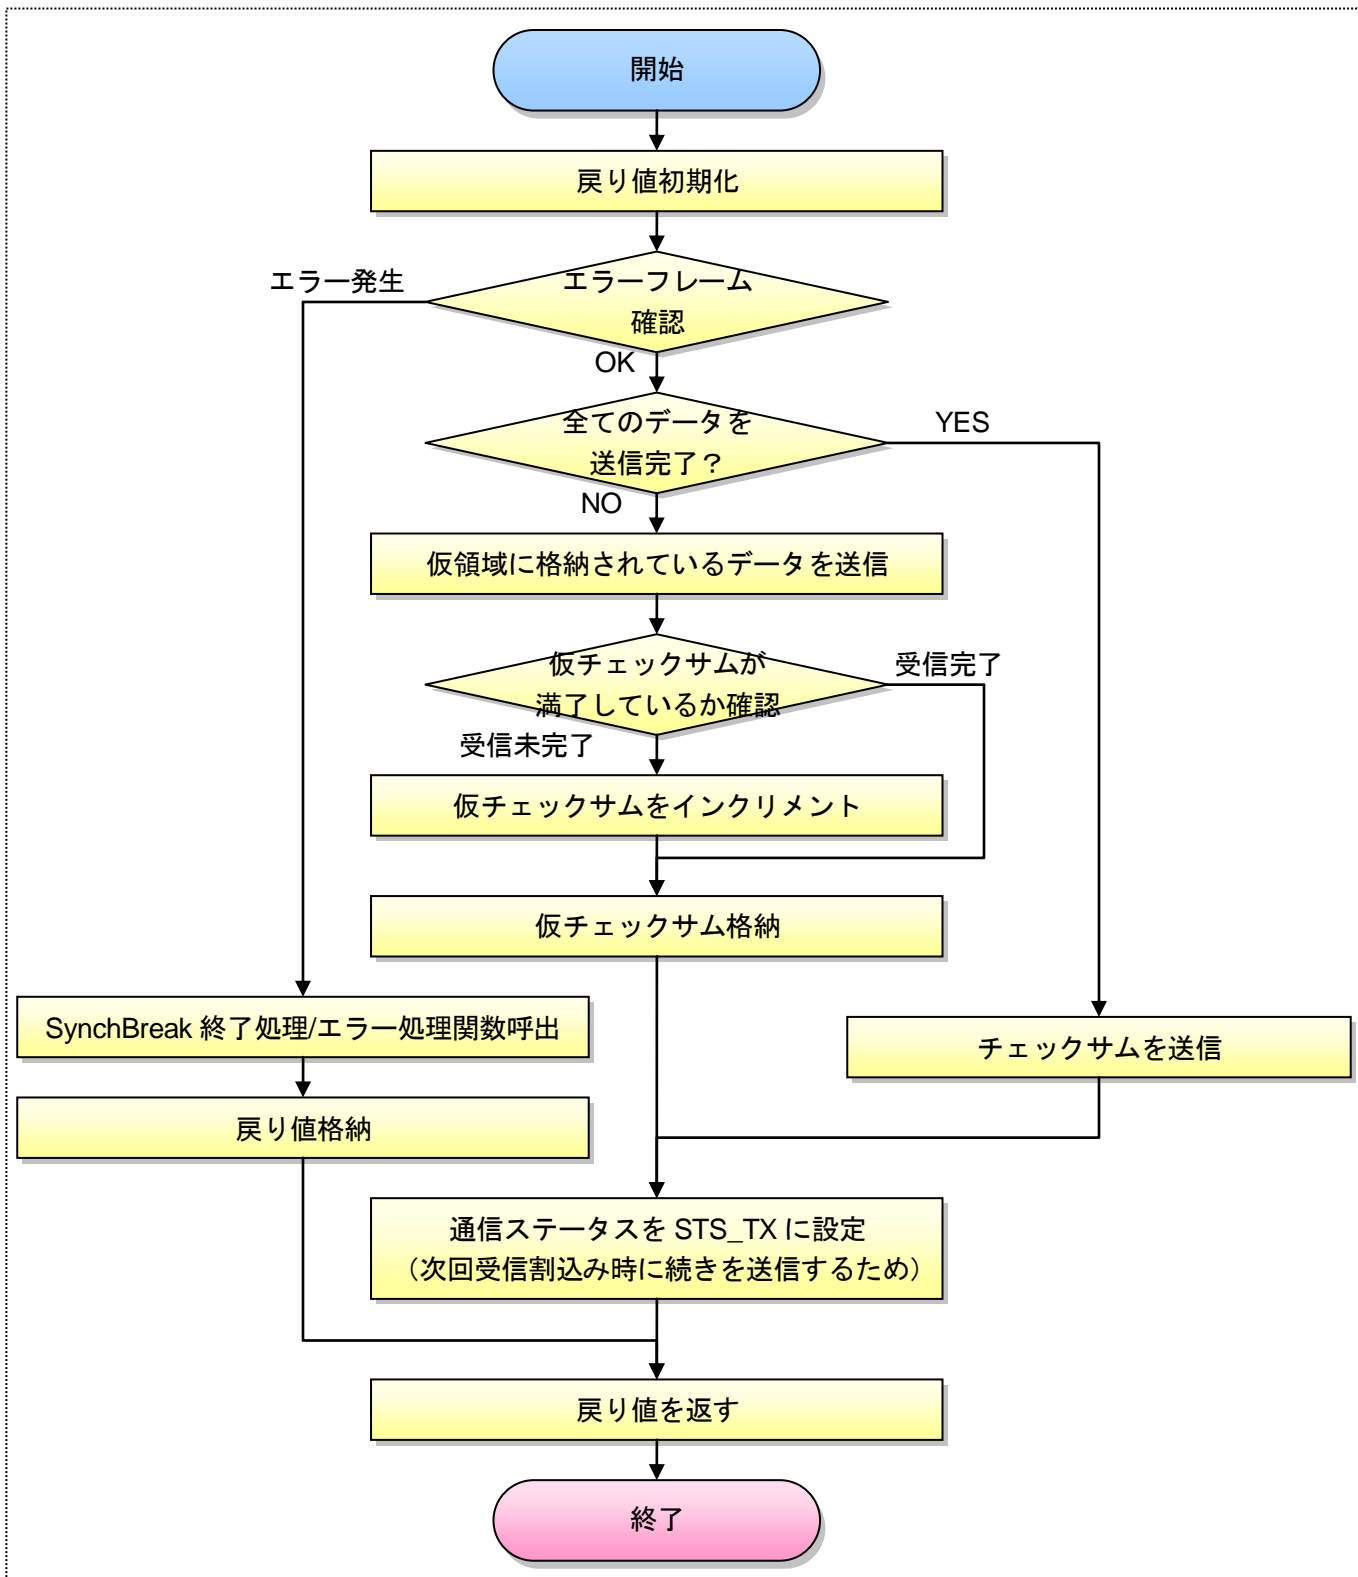 開始
戻り値初期化
エラー発生
エラーフレーム
確認
OK
全てのデータを
送信完了？
YES
NO
仮領域に格納されているデータを送信
仮チェックサムが
満了しているか確認
受信完了
受信未完了
仮チェックサムをインクリメント
仮チェックサム格納
SynchBreak 終了処理/エラー処理関数呼出
チェックサムを送信
戻り値格納
通信ステータスを STS_TX に設定
（次回受信割込み時に続きを送信するため）
戻り値を返す
終了